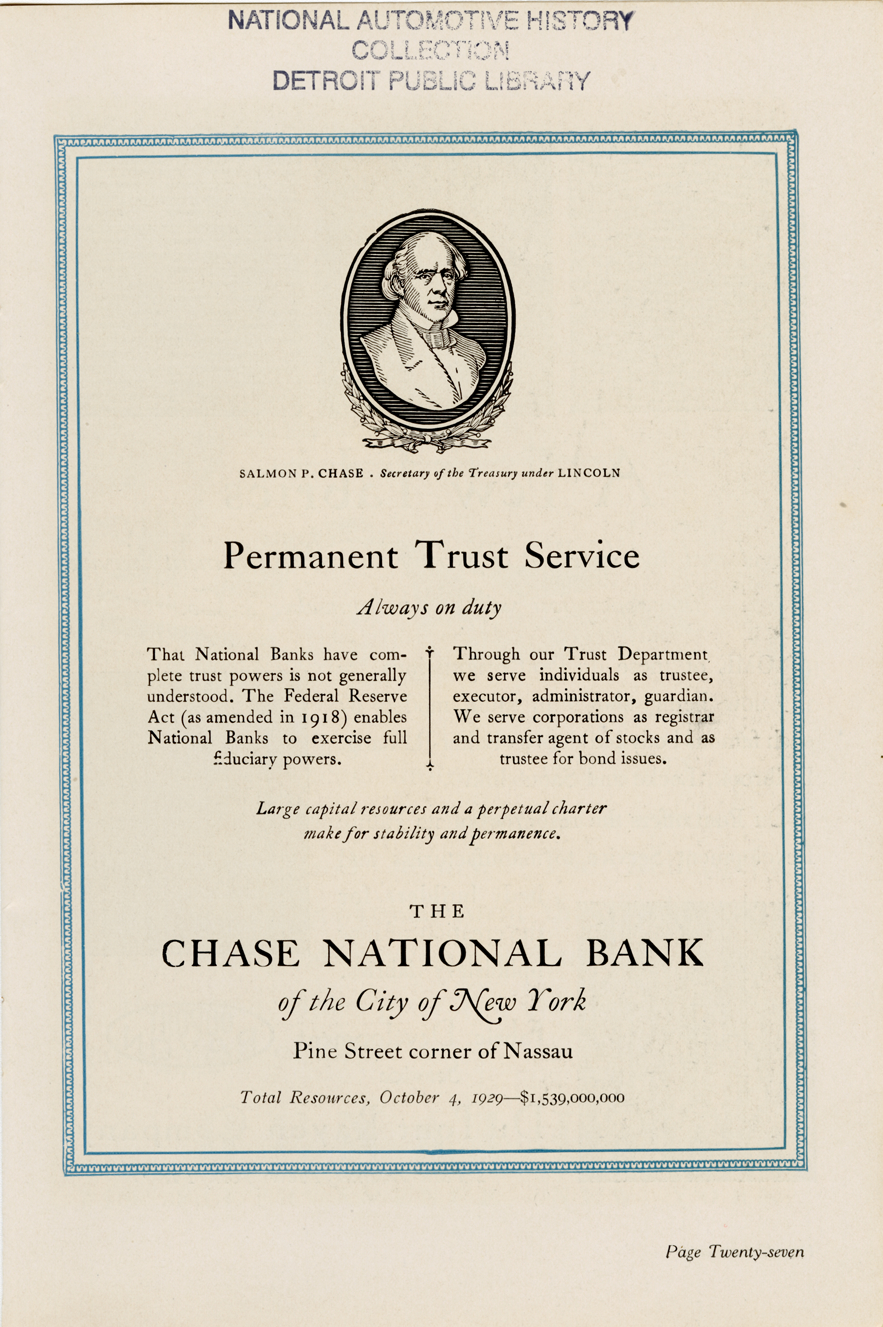 NATIONAL AUTOMOTIVE HISTORY
COLLECTION
DETROIT PUBLIC LIBRARY
SALMON P. CHASE . Secretary of the Treasury under LINCOLN
Permanent Trust Service
Always on duty
That National Banks have com-
plete trust powers is not generally
understood. The Federal Reserve
Act (as amended in 1918) enables
National Banks to exercise full
fiduciary powers.
Through our Trust Department
we serve individuals as trustee,
executor, administrator, guardian.
We serve corporations as registrar
and transfer agent of stocks and as
trustee for bond issues.
Large capital resources and a perpetual charter
make for stability and permanence.
THE
CHASE NATIONAL BANK
of the City of New York
Pine Street corner of Nassau
Total Resources, October 4, 1929—$1,539,000,000
Page Twenty-seven